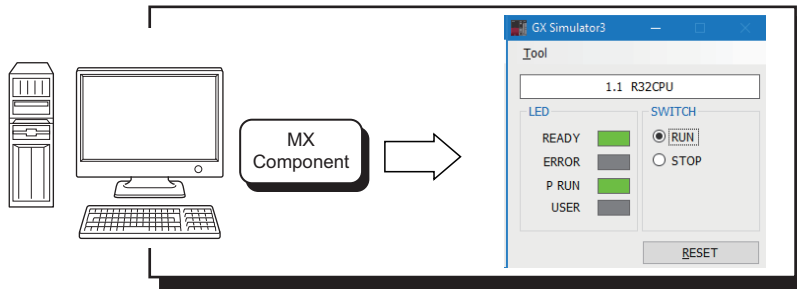 MX
Component
GX Simulator3
Tool
1.1 R32CPU
LED
READY
ERROR
P RUN
USER
SWITCH
RUN
STOP
RESET